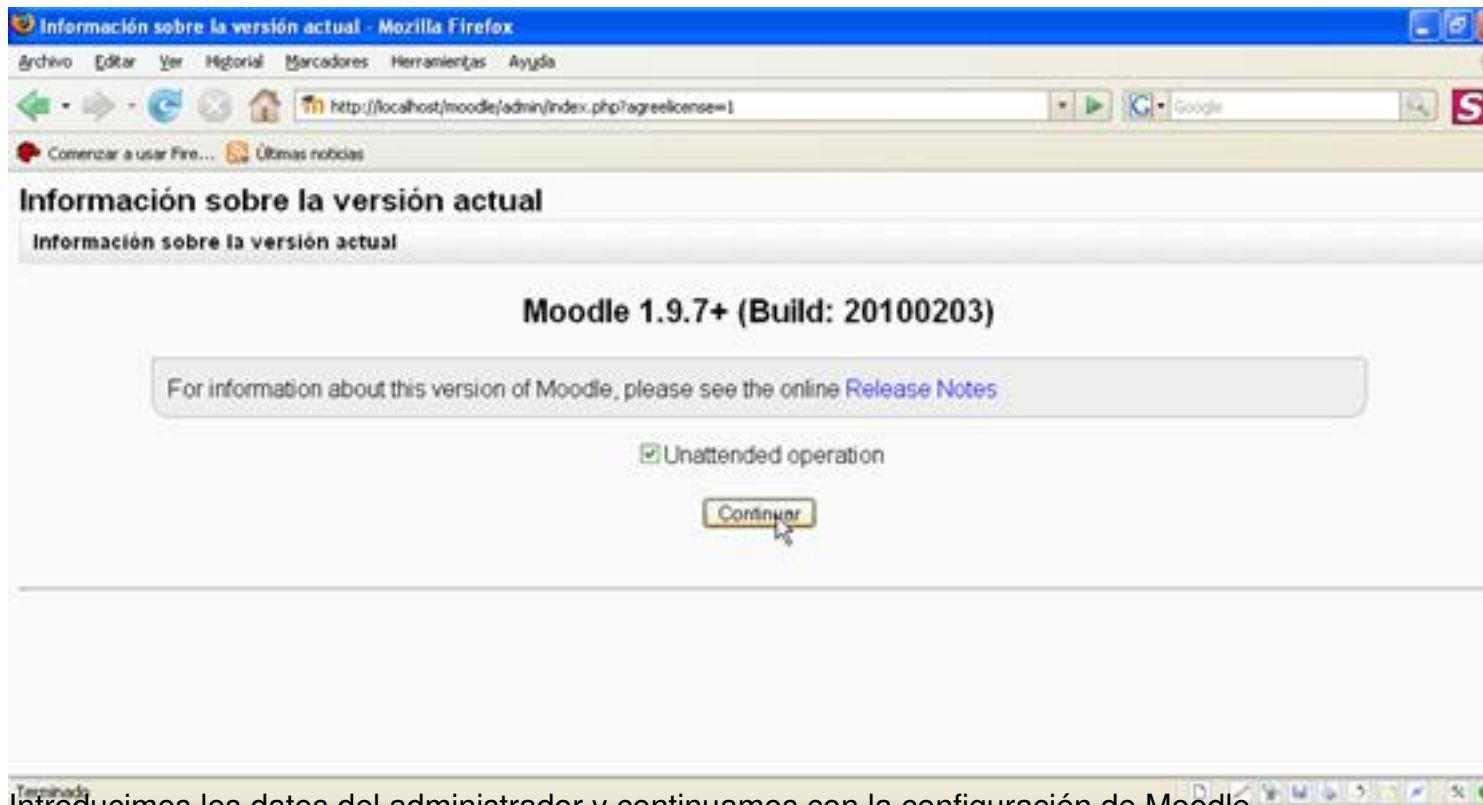 Información sobre la versión actual - Mozilla Firefox
Archivo Editar Ver Historial Marcadores Herramientas Ayuda
http://localhost/moodle/admin/index.php?agreelicense=1
G Google
S
Comenzar a usar Fire... Últimas noticias
Información sobre la versión actual
Información sobre la versión actual
Moodle 1.9.7+ (Build: 20100203)
For information about this version of Moodle, please see the online Release Notes
Unattended operation
Continuar
Terminado
Introducimos los datos del administrador y continuamos con la configuración de Moodle